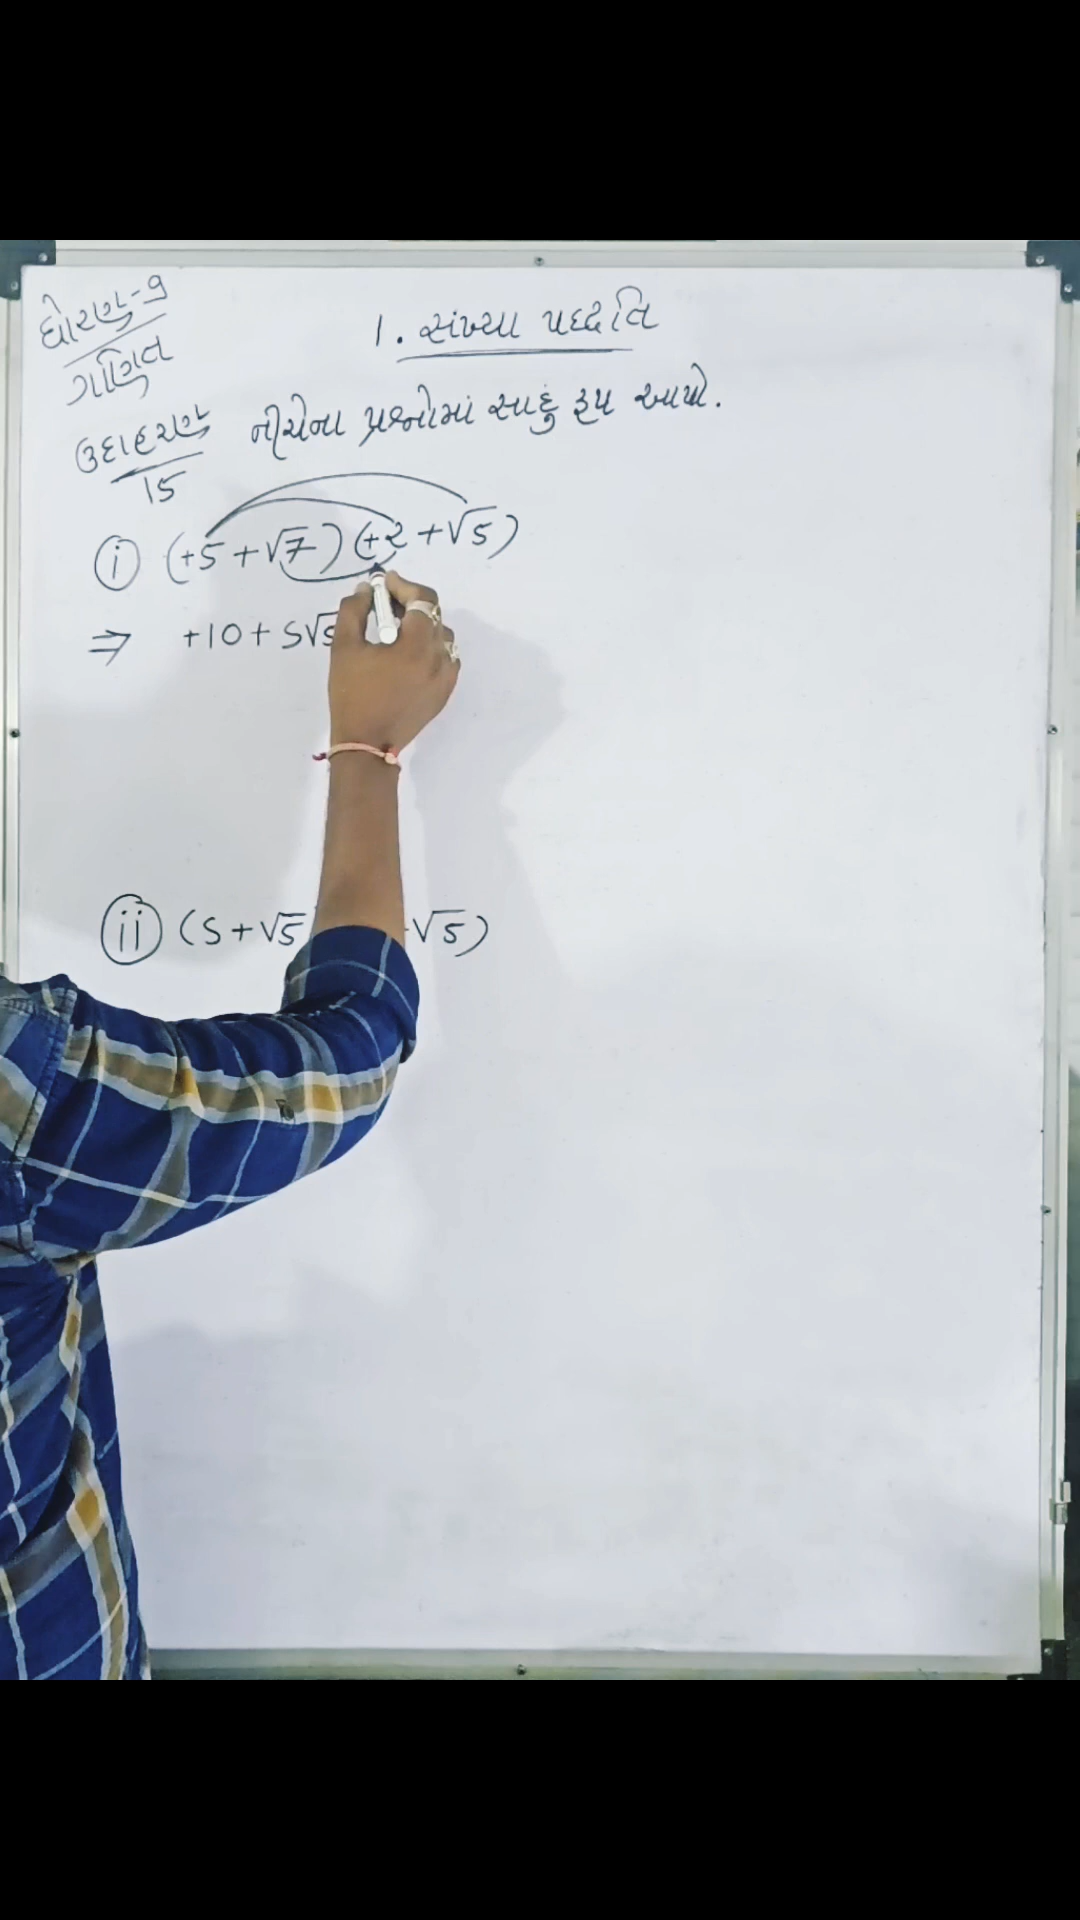 ધોરણ-9
ગણિત
1. સંખ્યા પદ્ધતિ
ઉદાહરણ 15 નીચેના પ્રશ્નોમાં સાદું રૂપ આપો.
(i) (+5+√7)(+2+√5)
⇒ +10+5√5
(ii) (5+√5 √5)